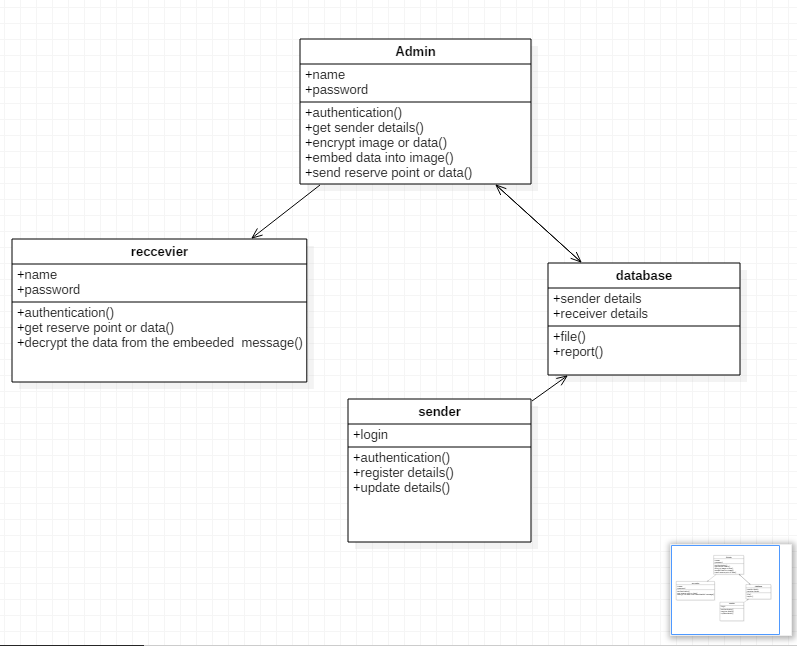 Admin
+name
+password
+authentication()
+get sender details()
+encrypt image or data()
+embed data into image()
+send reserve point or data()
reccevier
+name
+password
+authentication()
+get reserve point or data()
+decrypt the data from the embeeded  message()
database
+sender details
+receiver details
+file()
+report()
sender
+login
+authentication()
+register details()
+update details()